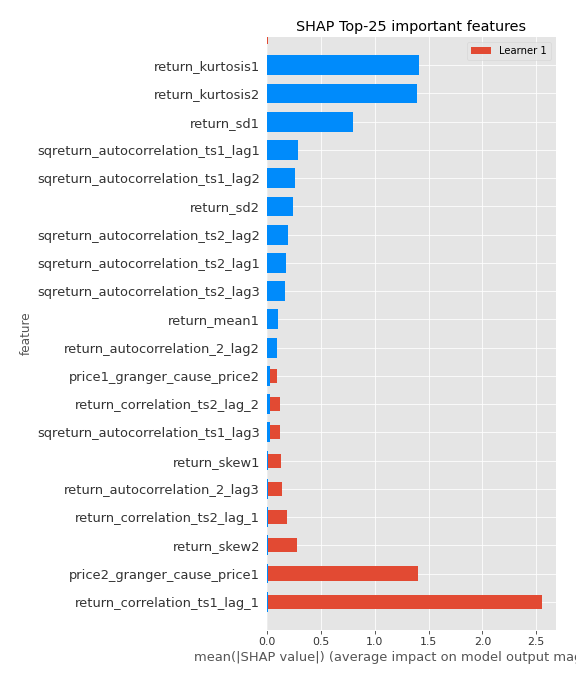 SHAP Top-25 important features
Learner 1
return_kurtosis1
return_kurtosis2
return_sd1
sqreturn_autocorrelation_ts1_lag1
sqreturn_autocorrelation_ts1_lag2
return_sd2
sqreturn_autocorrelation_ts2_lag2
sqreturn_autocorrelation_ts2_lag1
sqreturn_autocorrelation_ts2_lag3
return_mean1
return_autocorrelation_2_lag2
price1_granger_cause_price2
return_correlation_ts2_lag_2
sqreturn_autocorrelation_ts1_lag3
return_skew1
return_autocorrelation_2_lag3
return_correlation_ts2_lag_1
return_skew2
price2_granger_cause_price1
return_correlation_ts1_lag_1
feature
0.0 0.5 1.0 1.5 2.0 2.5
mean(|SHAP value|) (average impact on model output mag